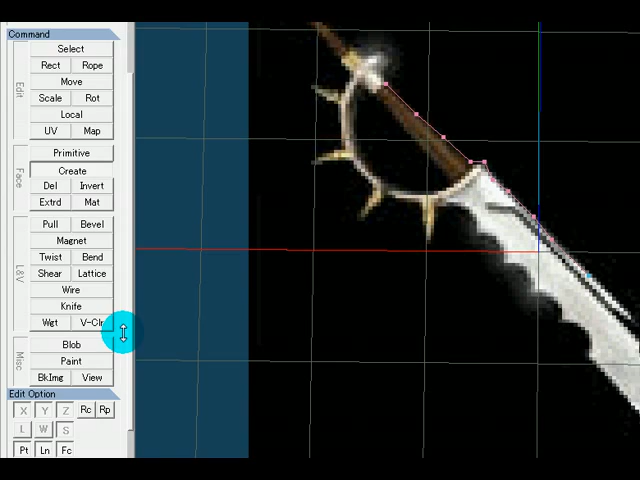 Command
Edit
Select
Rect Rope
Move
Scale Rot
Local
UV Map
Face
Primitive
Create
Del Invert
Extrd Mat
L&V
Pull Bevel
Magnet
Twist Bend
Shear Lattice
Wire
Knife
Wgt V-Clr
Misc
Blob
Paint
BkImg View
Edit Option
X Y Z Rc Rp
L W S
Pt Ln Fc